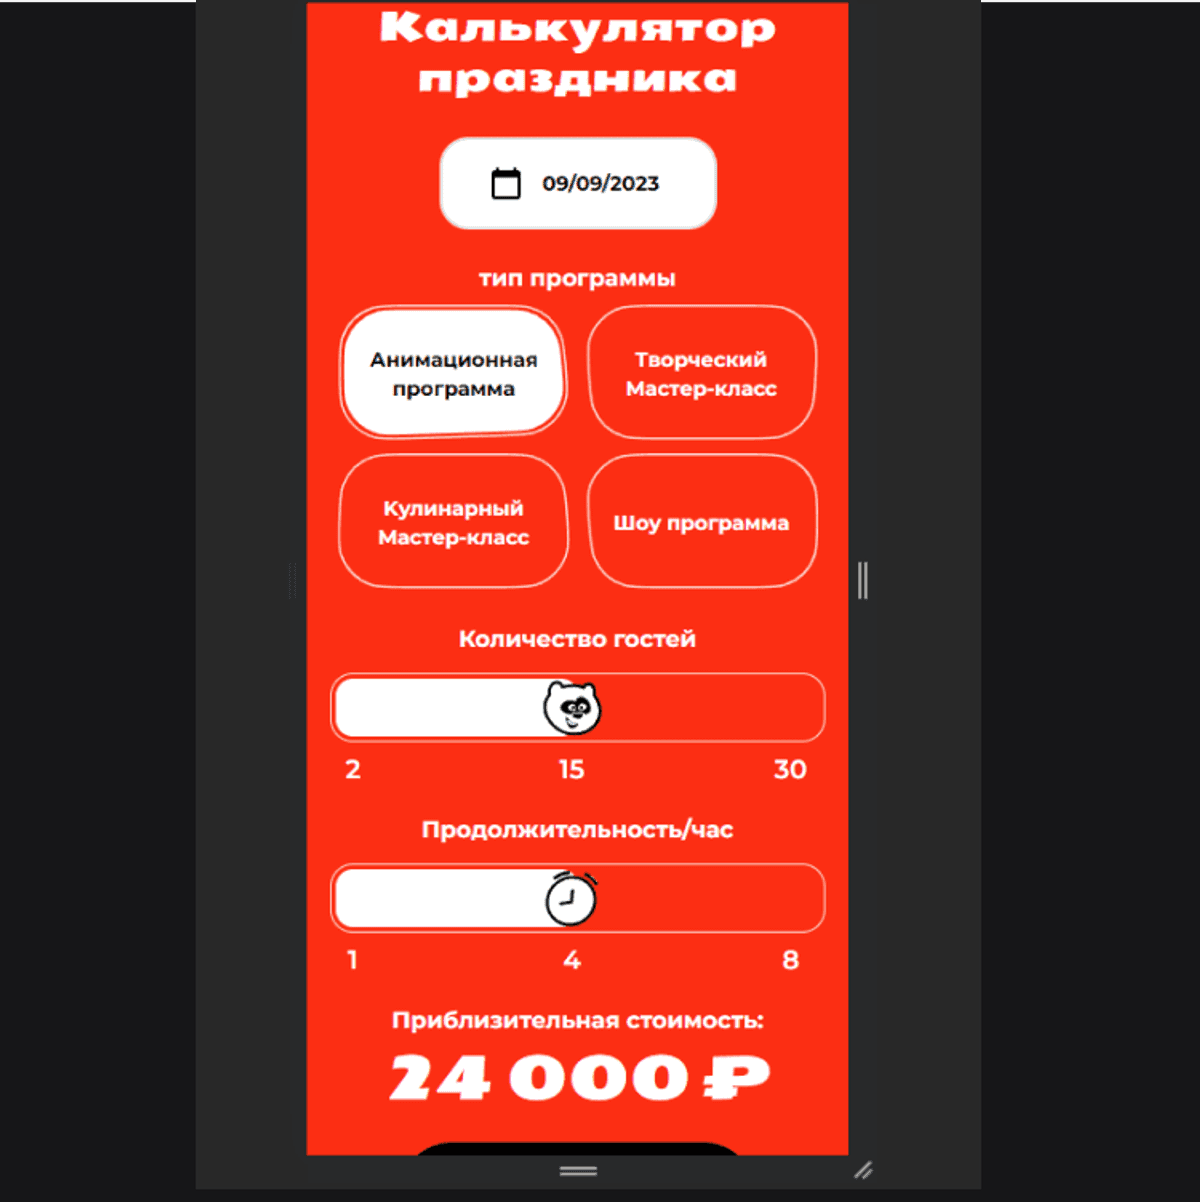 Калькулятор
праздника
09/09/2023
тип программы
Анимационная
программа
Творческий
Мастер-класс
Кулинарный
Мастер-класс
Шоу программа
Количество гостей
2 15 30
Продолжительность/час
1 4 8
Приблизительная стоимость:
24 000 ₽